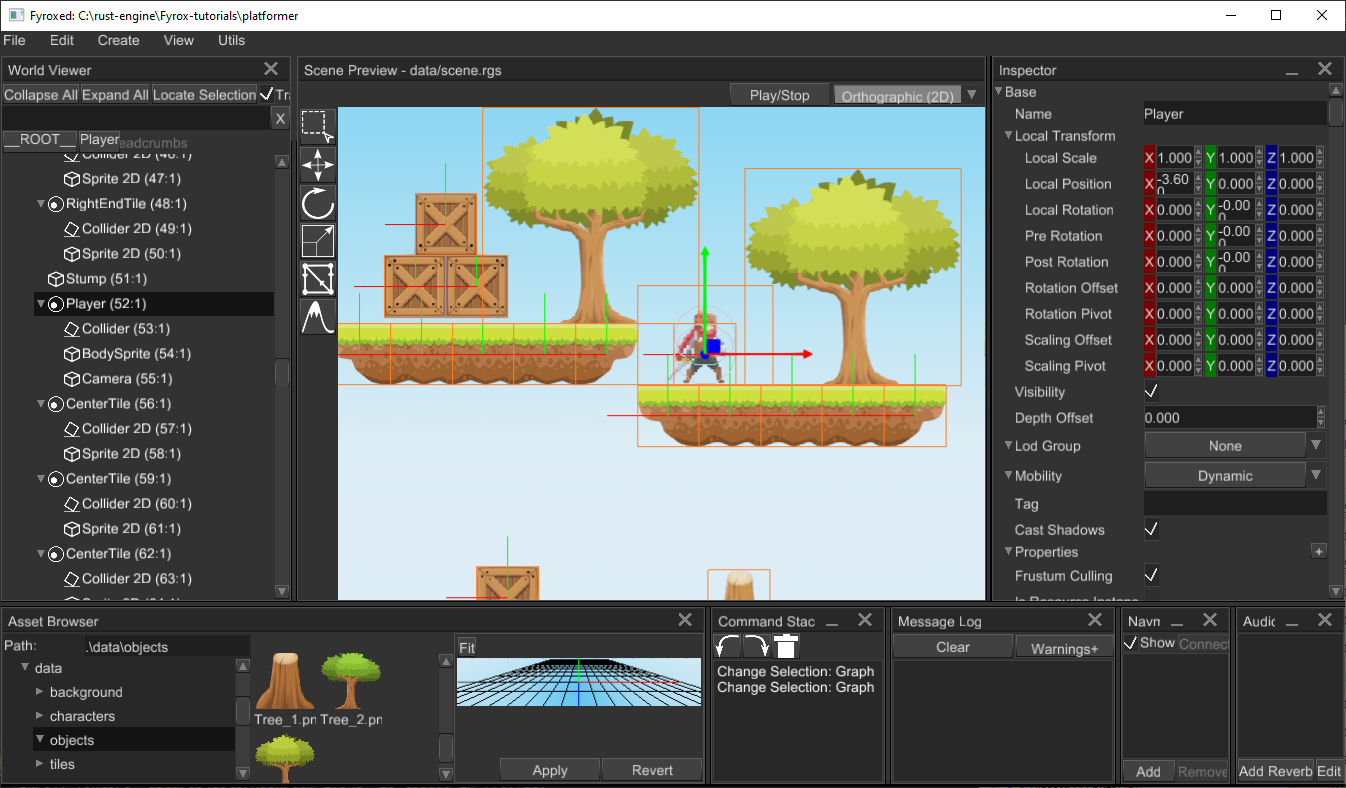 Fyroxed: C:\rust-engine\Fyrox-tutorials\platformer
File Edit Create View Utils
World Viewer
Collapse All Expand All Locate Selection Tr
X
__ROOT__ Player eadcrumbs
Collider 2D (46:1)
Sprite 2D (47:1)
RightEndTile (48:1)
Collider 2D (49:1)
Sprite 2D (50:1)
Stump (51:1)
Player (52:1)
Collider (53:1)
BodySprite (54:1)
Camera (55:1)
CenterTile (56:1)
Collider 2D (57:1)
Sprite 2D (58:1)
CenterTile (59:1)
Collider 2D (60:1)
Sprite 2D (61:1)
CenterTile (62:1)
Collider 2D (63:1)
Scene Preview - data/scene.rgs
Play/Stop Orthographic (2D)
Inspector
Base
Name Player
Local Transform
Local Scale X 1.000 Y 1.000 Z 1.000
Local Position X -3.600 Y 0.000 Z 0.000
Local Rotation X 0.000 Y -0.000 Z 0.000
Pre Rotation X 0.000 Y -0.000 Z 0.000
Post Rotation X 0.000 Y -0.000 Z 0.000
Rotation Offset X 0.000 Y 0.000 Z 0.000
Rotation Pivot X 0.000 Y 0.000 Z 0.000
Scaling Offset X 0.000 Y 0.000 Z 0.000
Scaling Pivot X 0.000 Y 0.000 Z 0.000
Visibility
Depth Offset 0.000
Lod Group None
Mobility Dynamic
Tag
Cast Shadows
Properties +
Frustum Culling
Is Resource Instance
Asset Browser
Path: .\data\objects
data
background
characters
objects
tiles
Tree_1.pn Tree_2.pn
Fit
Apply Revert
Command Stac
Change Selection: Graph
Change Selection: Graph
Message Log
Clear Warnings+
Navn
Show Connect
Add Remove
Audio
Add Reverb Edit